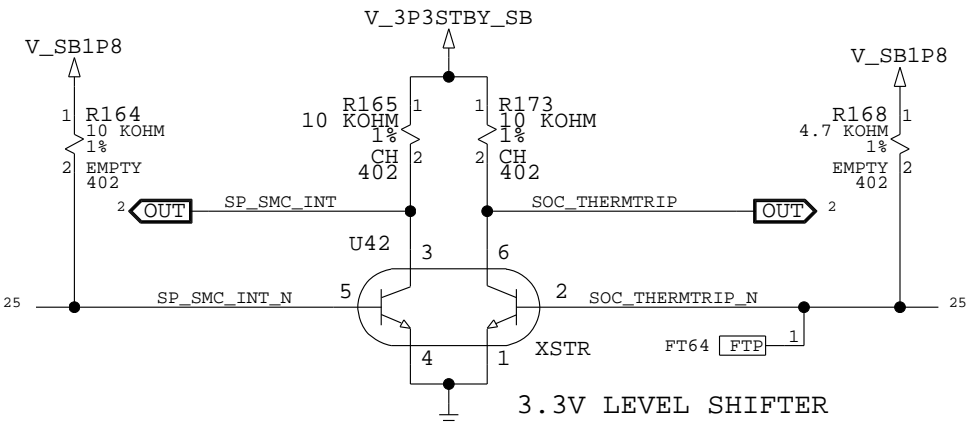 V_3P3STBY_SB
V_SB1P8
V_SB1P8
1 R164
10 KOHM
1%
2 EMPTY
402
R165 1
10 KOHM
1%
CH 2
402
1 R173
10 KOHM
1%
2 CH
402
R168 1
4.7 KOHM
1%
EMPTY 2
402
2 OUT SP_SMC_INT
SOC_THERMTRIP OUT 2
U42 3 6
25 SP_SMC_INT_N 5
2 SOC_THERMTRIP_N 25
4 1 XSTR
FT64 FTP 1
3.3V LEVEL SHIFTER